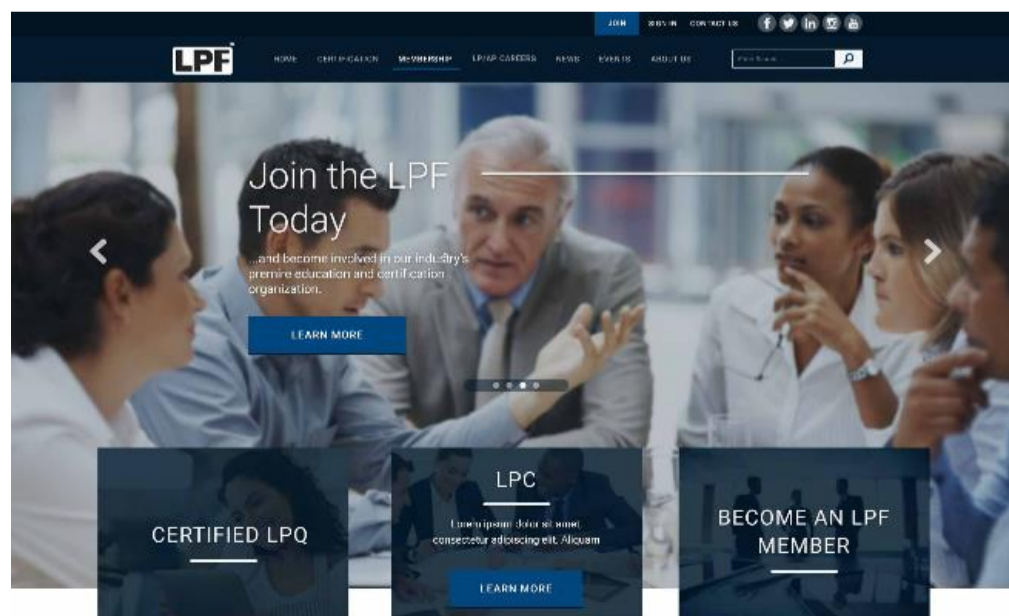 JOIN SIGN IN CONTACT US
LPF
HOME CERTIFICATION MEMBERSHIP LP/AP CAREERS NEWS EVENTS ABOUT US
Join the LPF
Today
...and become involved in our industry's
premire education and certification
organization.
LEARN MORE
CERTIFIED LPQ
LPC
Lorem ipsum dolor sit amet,
consectetur adipiscing elit. Aliquam
LEARN MORE
BECOME AN LPF
MEMBER